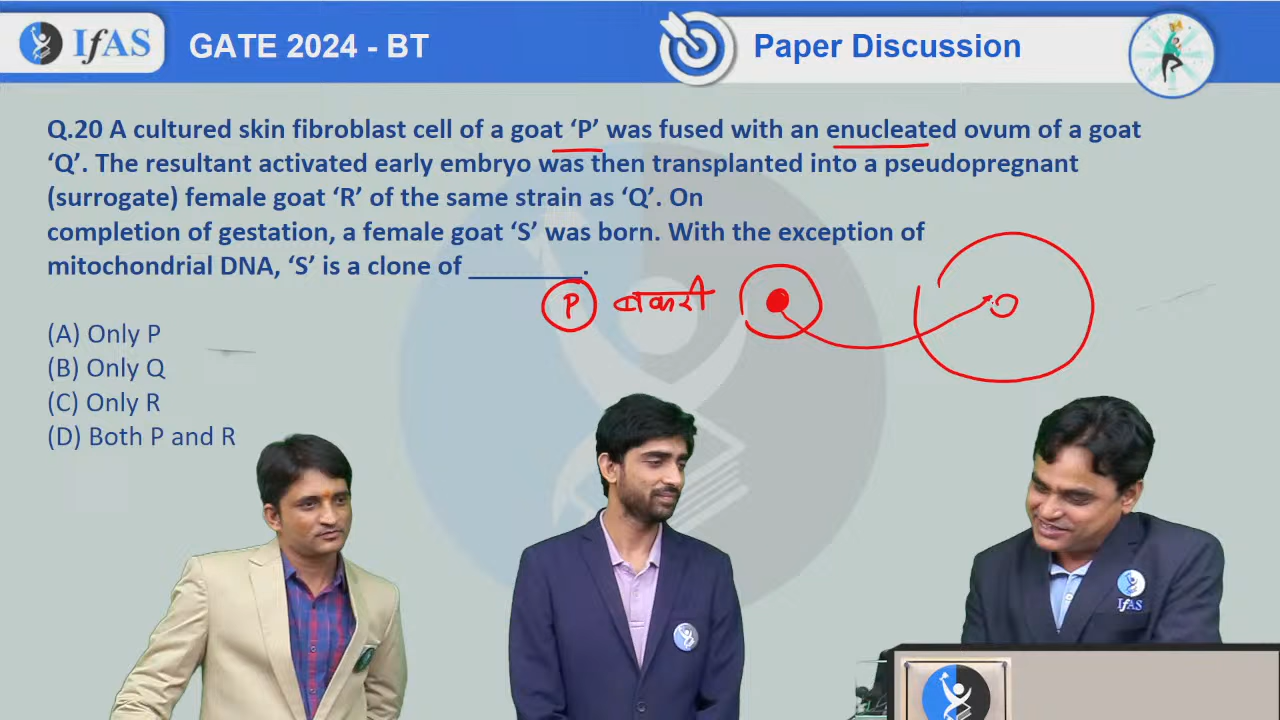 IfAS
GATE 2024 - BT
Paper Discussion
Q.20 A cultured skin fibroblast cell of a goat ‘P’ was fused with an enucleated ovum of a goat
‘Q’. The resultant activated early embryo was then transplanted into a pseudopregnant
(surrogate) female goat ‘R’ of the same strain as ‘Q’. On
completion of gestation, a female goat ‘S’ was born. With the exception of
mitochondrial DNA, ‘S’ is a clone of ________.
P बकरी
(A) Only P
(B) Only Q
(C) Only R
(D) Both P and R
IfAS